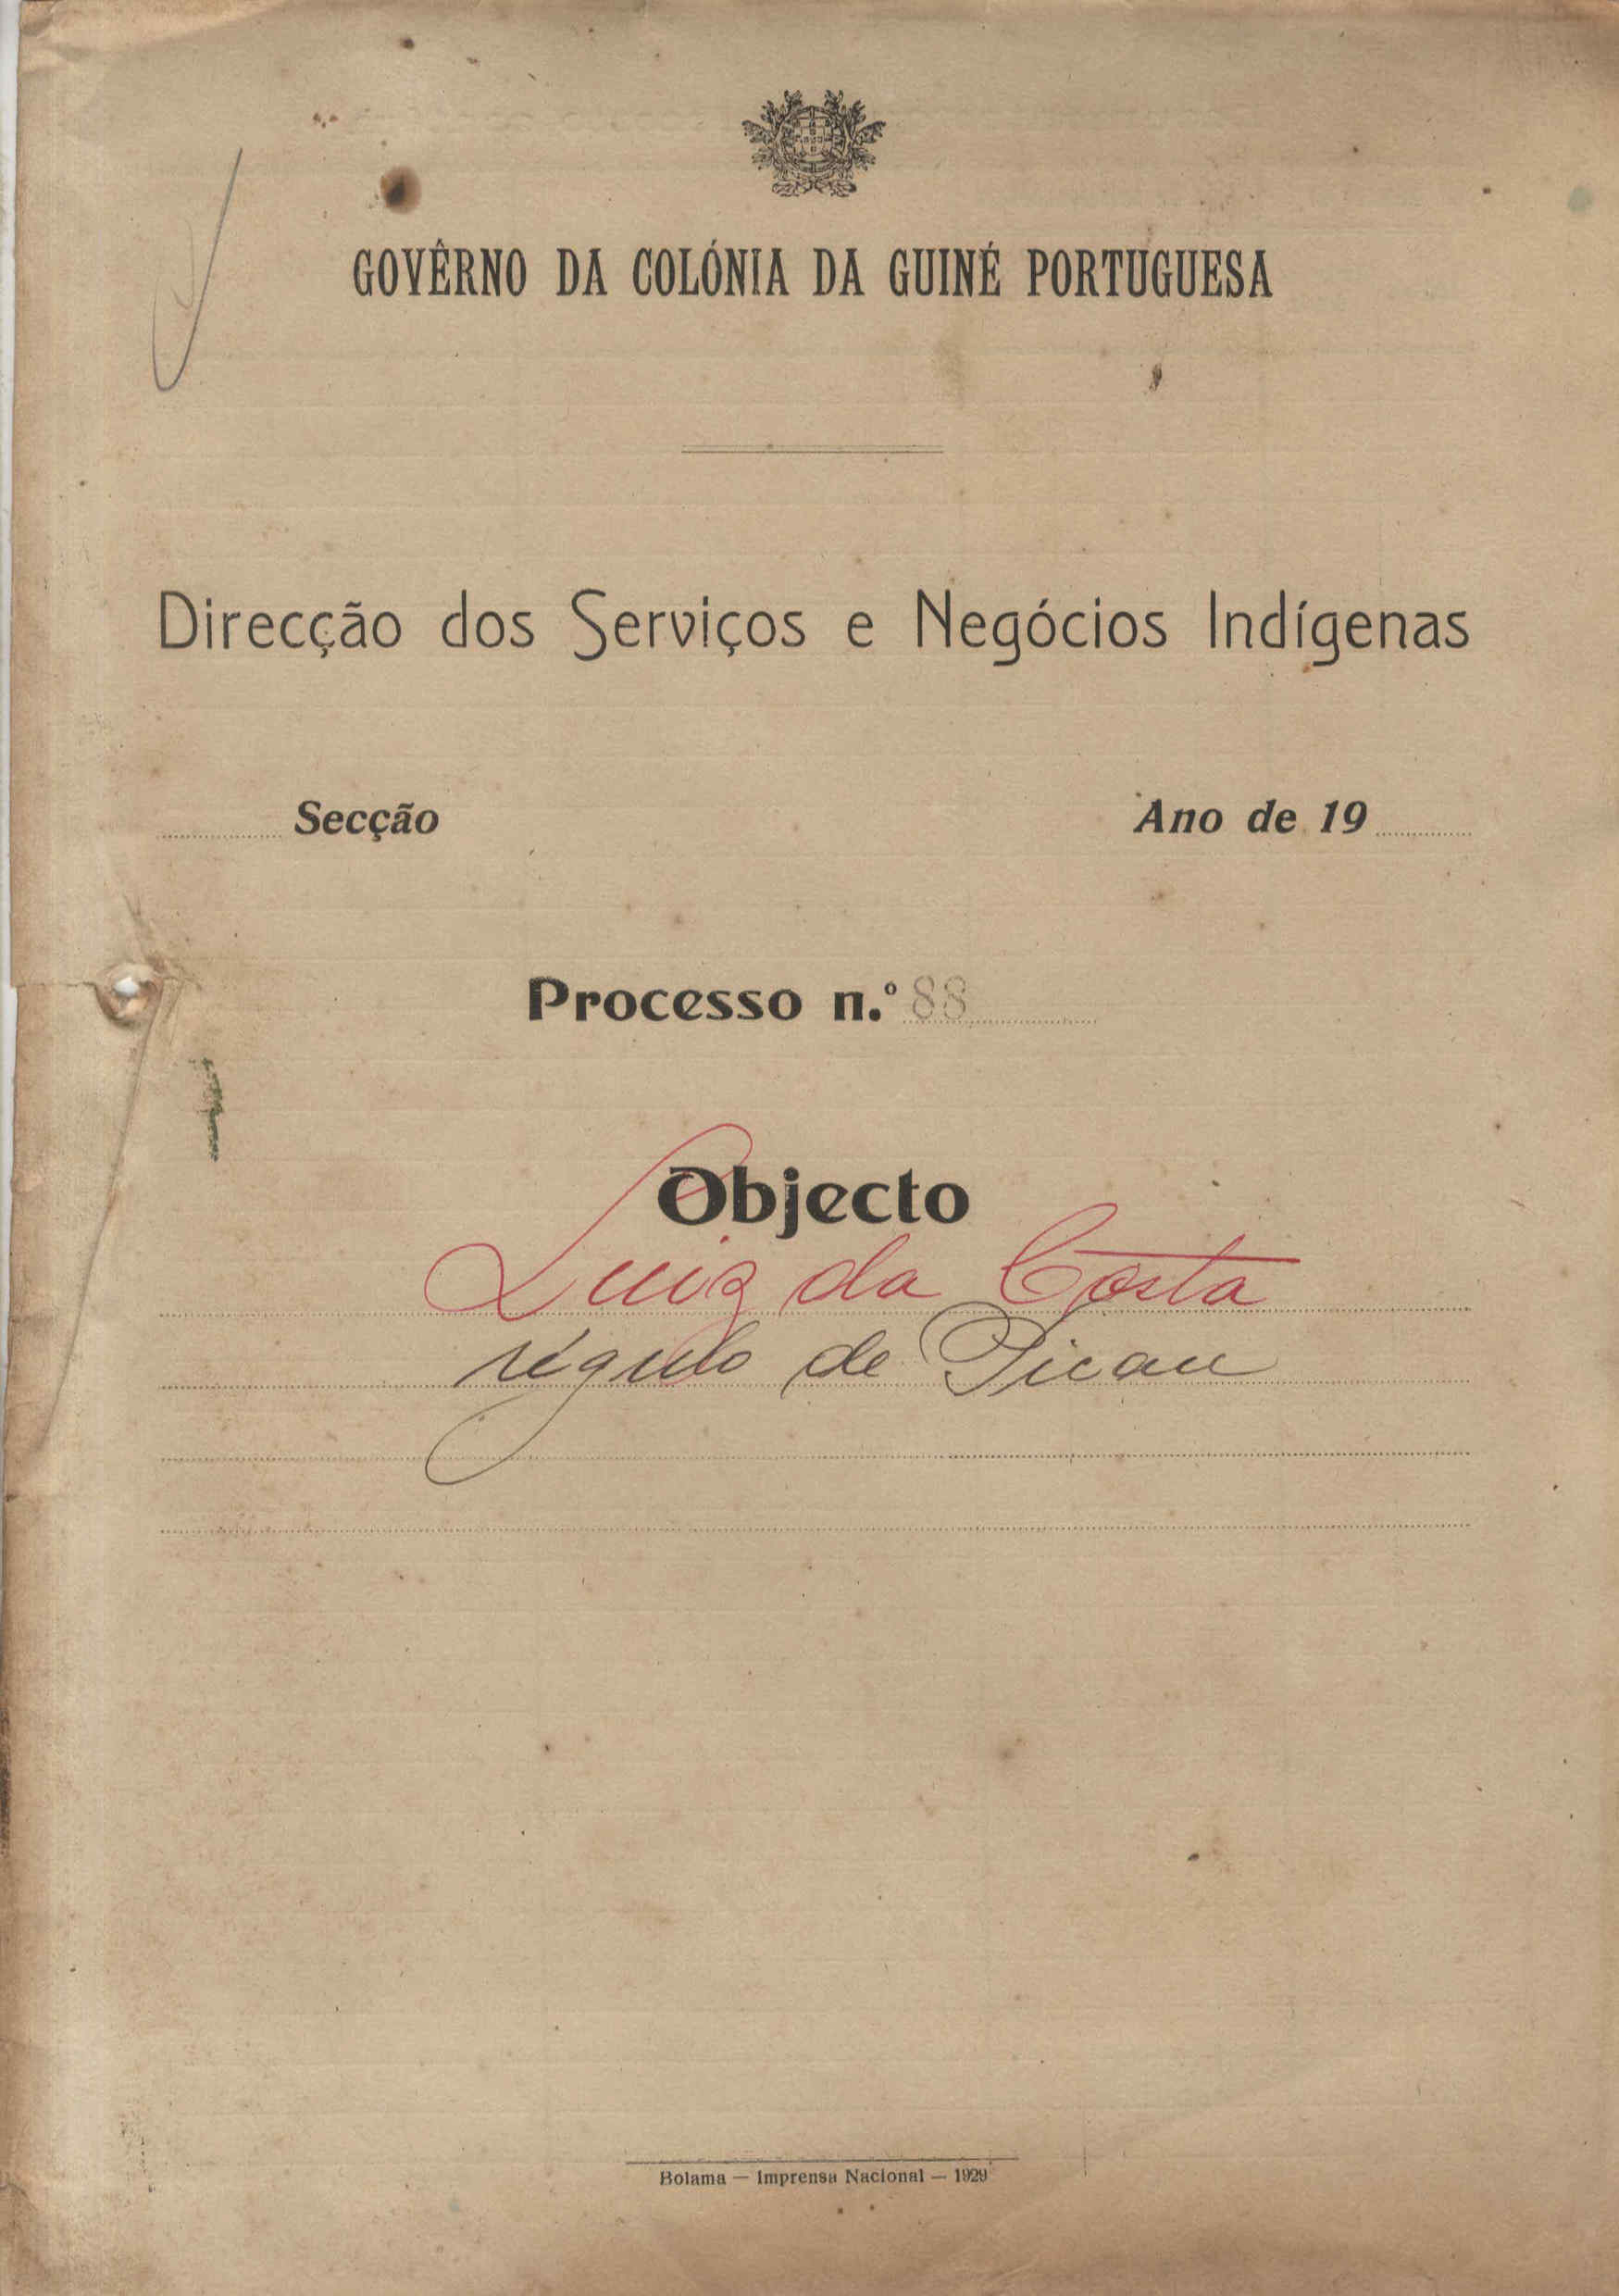 GOVÊRNO DA COLÓNIA DA GUINÉ PORTUGUESA
Direcção dos Serviços e Negócios Indígenas
Secção Ano de 19
Processo n.º 88
Objecto
Luiz da Costa
régulo de Picau
Bolama — Imprensa Nacional — 1929